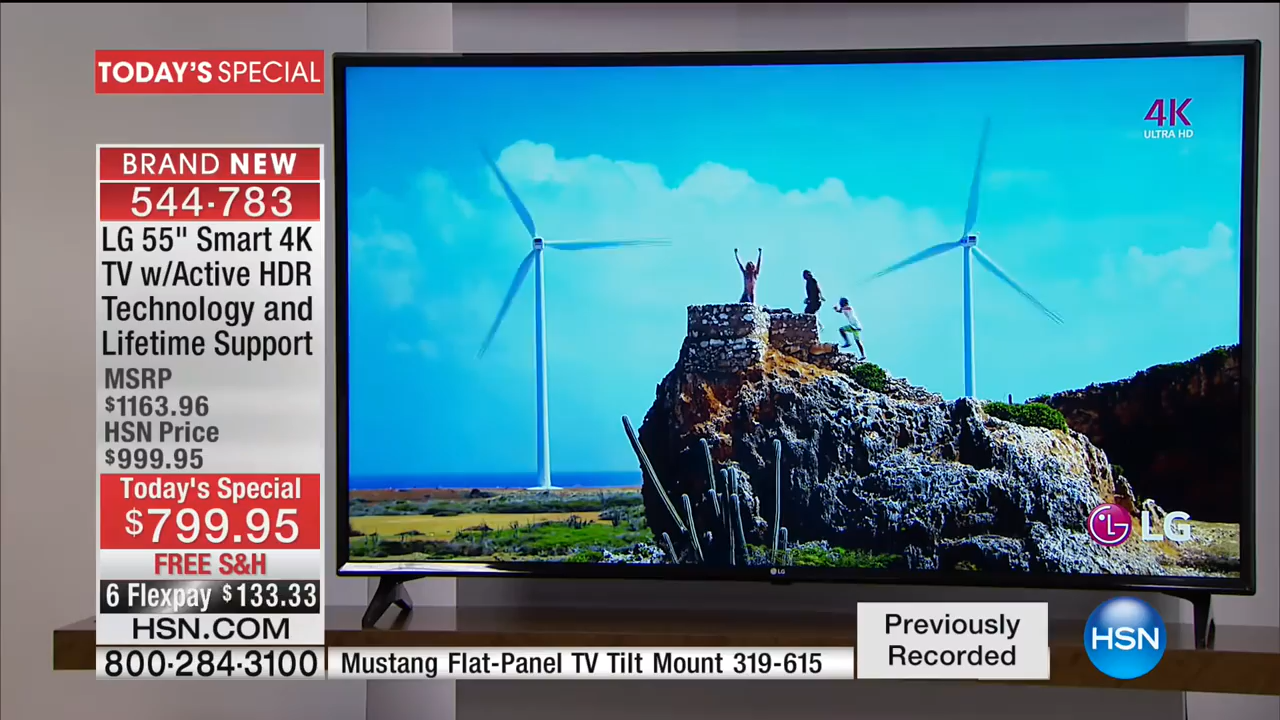 TODAY'S SPECIAL
BRAND NEW
544·783
LG 55" Smart 4K
TV w/Active HDR
Technology and
Lifetime Support
MSRP
$1163.96
HSN Price
$999.95
Today's Special
$799.95
FREE S&H
6 Flexpay $133.33
HSN.COM
800·284·3100
Mustang Flat-Panel TV Tilt Mount 319-615
4K
ULTRA HD
LG
LG
Previously
Recorded
HSN